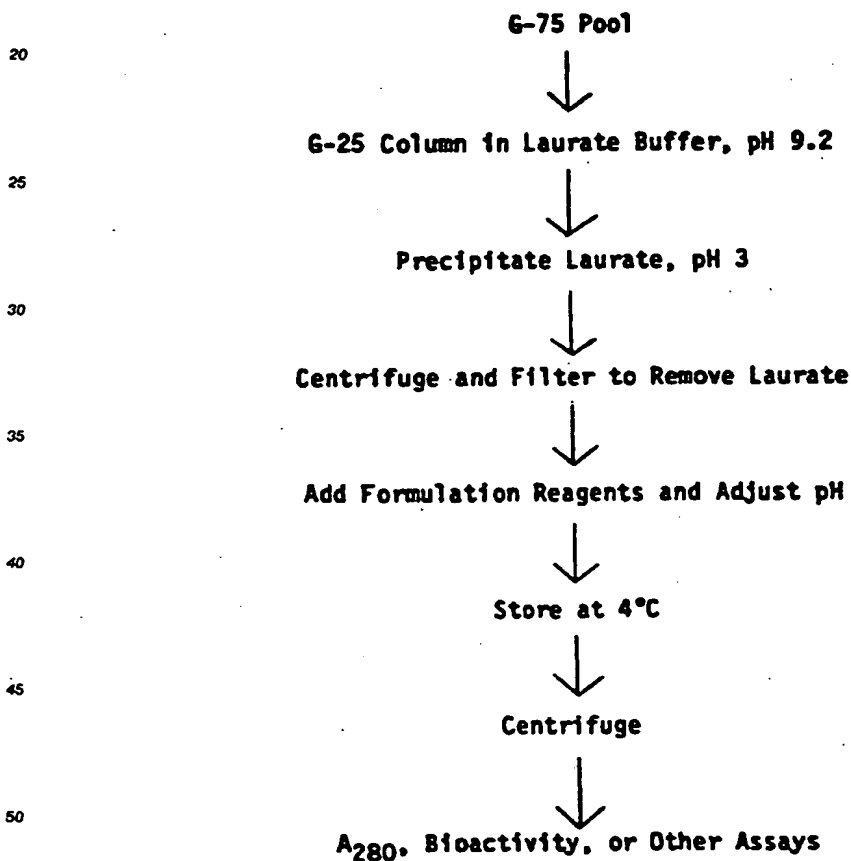 G-75 Pool
20
G-25 Column in Laurate Buffer, pH 9.2
25
Precipitate Laurate, pH 3
30
Centrifuge and Filter to Remove Laurate
35
Add Formulation Reagents and Adjust pH
40
Store at 4°C
45
Centrifuge
50
A280, Bioactivity, or Other Assays